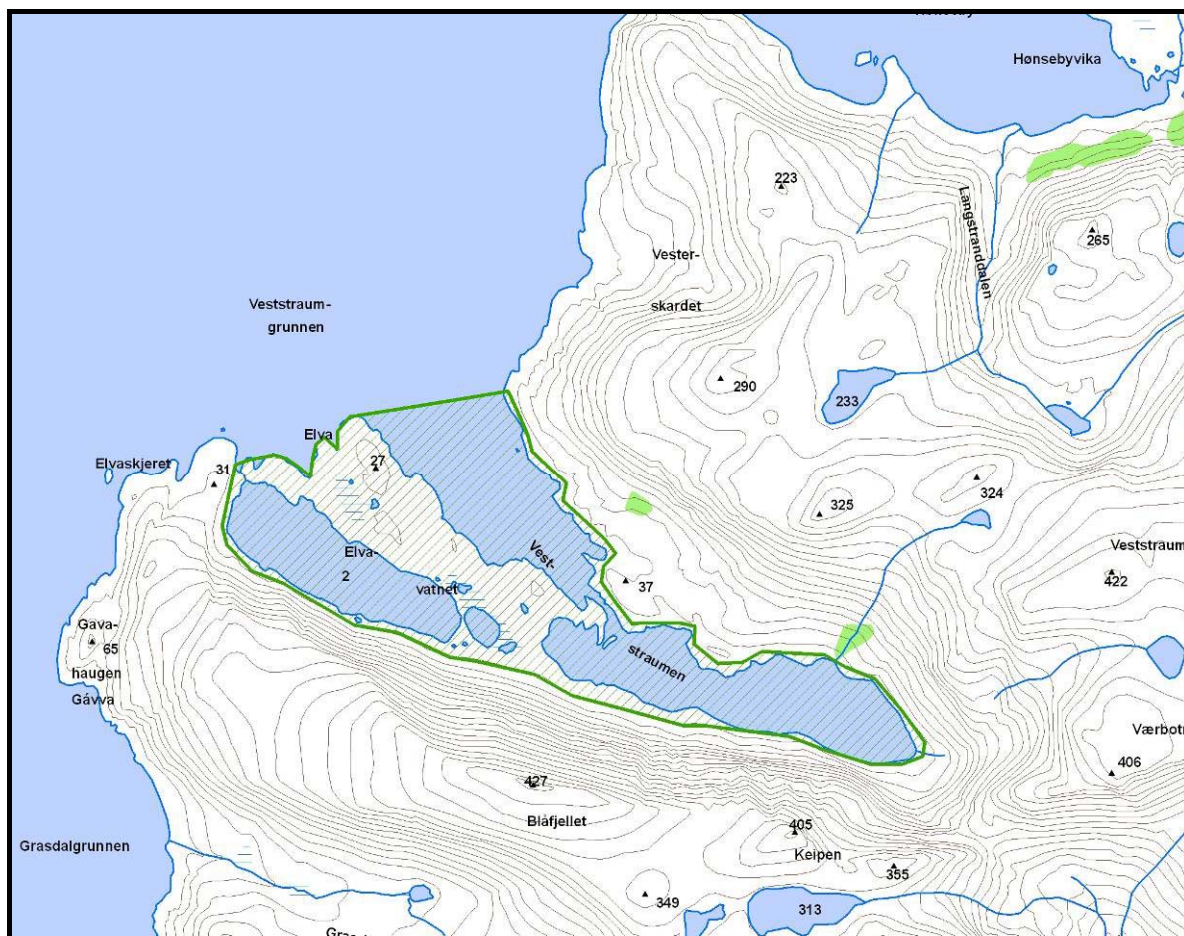 Hønsebyvika
223
Langstranddalen
265
Vester-
skardet
Veststraum-
grunnen
290
233
Elva
Elvaskjeret
31
27
324
325
Elva-
2
vatnet
Vest-
straumen
37
Veststraum
422
Gava-
65
haugen
Gávva
Værbotn
406
427
Blåfjellet
405
Keipen
355
Grasdalgrunnen
349
313